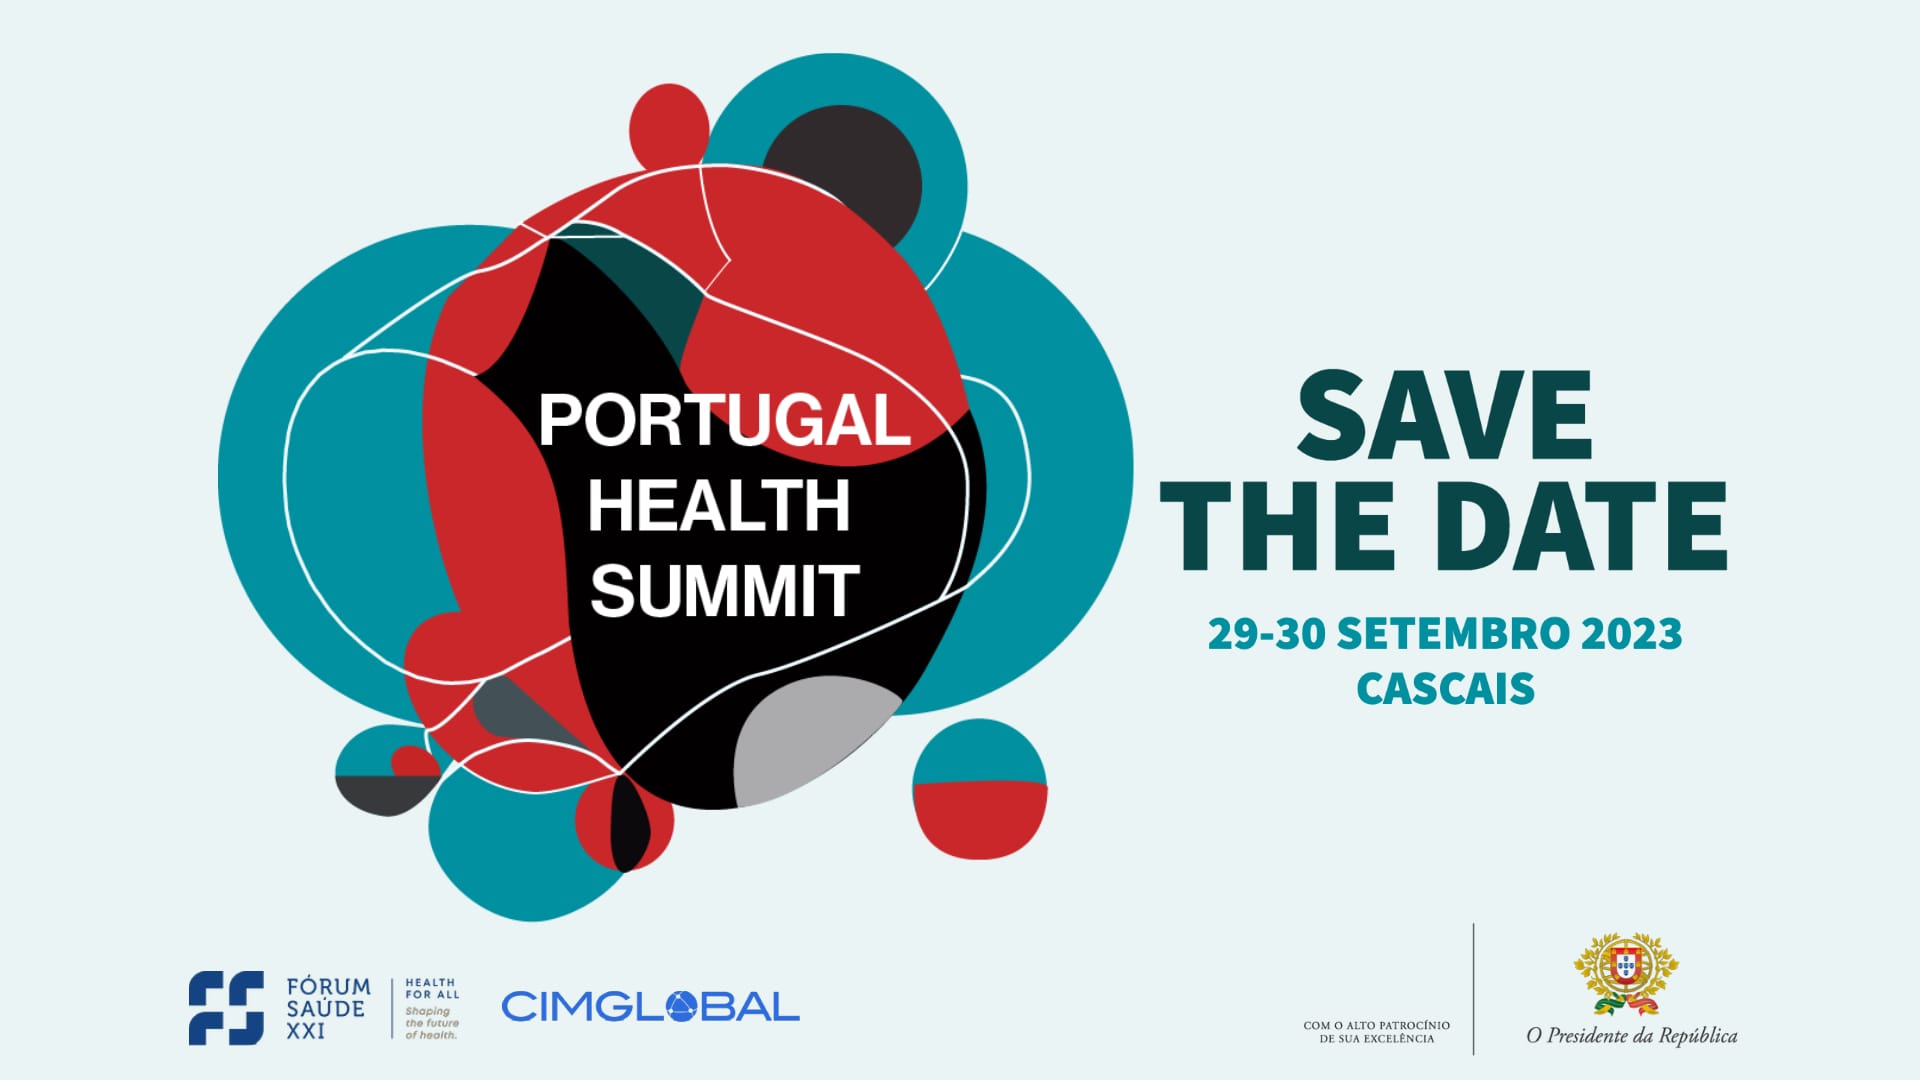 PORTUGAL
HEALTH
SUMMIT
SAVE
THE DATE
29-30 SETEMBRO 2023
CASCAIS
FÓRUM
SAÚDE
XXI
HEALTH
FOR ALL
Shaping
the future
of health.
CIMGLOBAL
COM O ALTO PATROCÍNIO
DE SUA EXCELÊNCIA
O Presidente da República